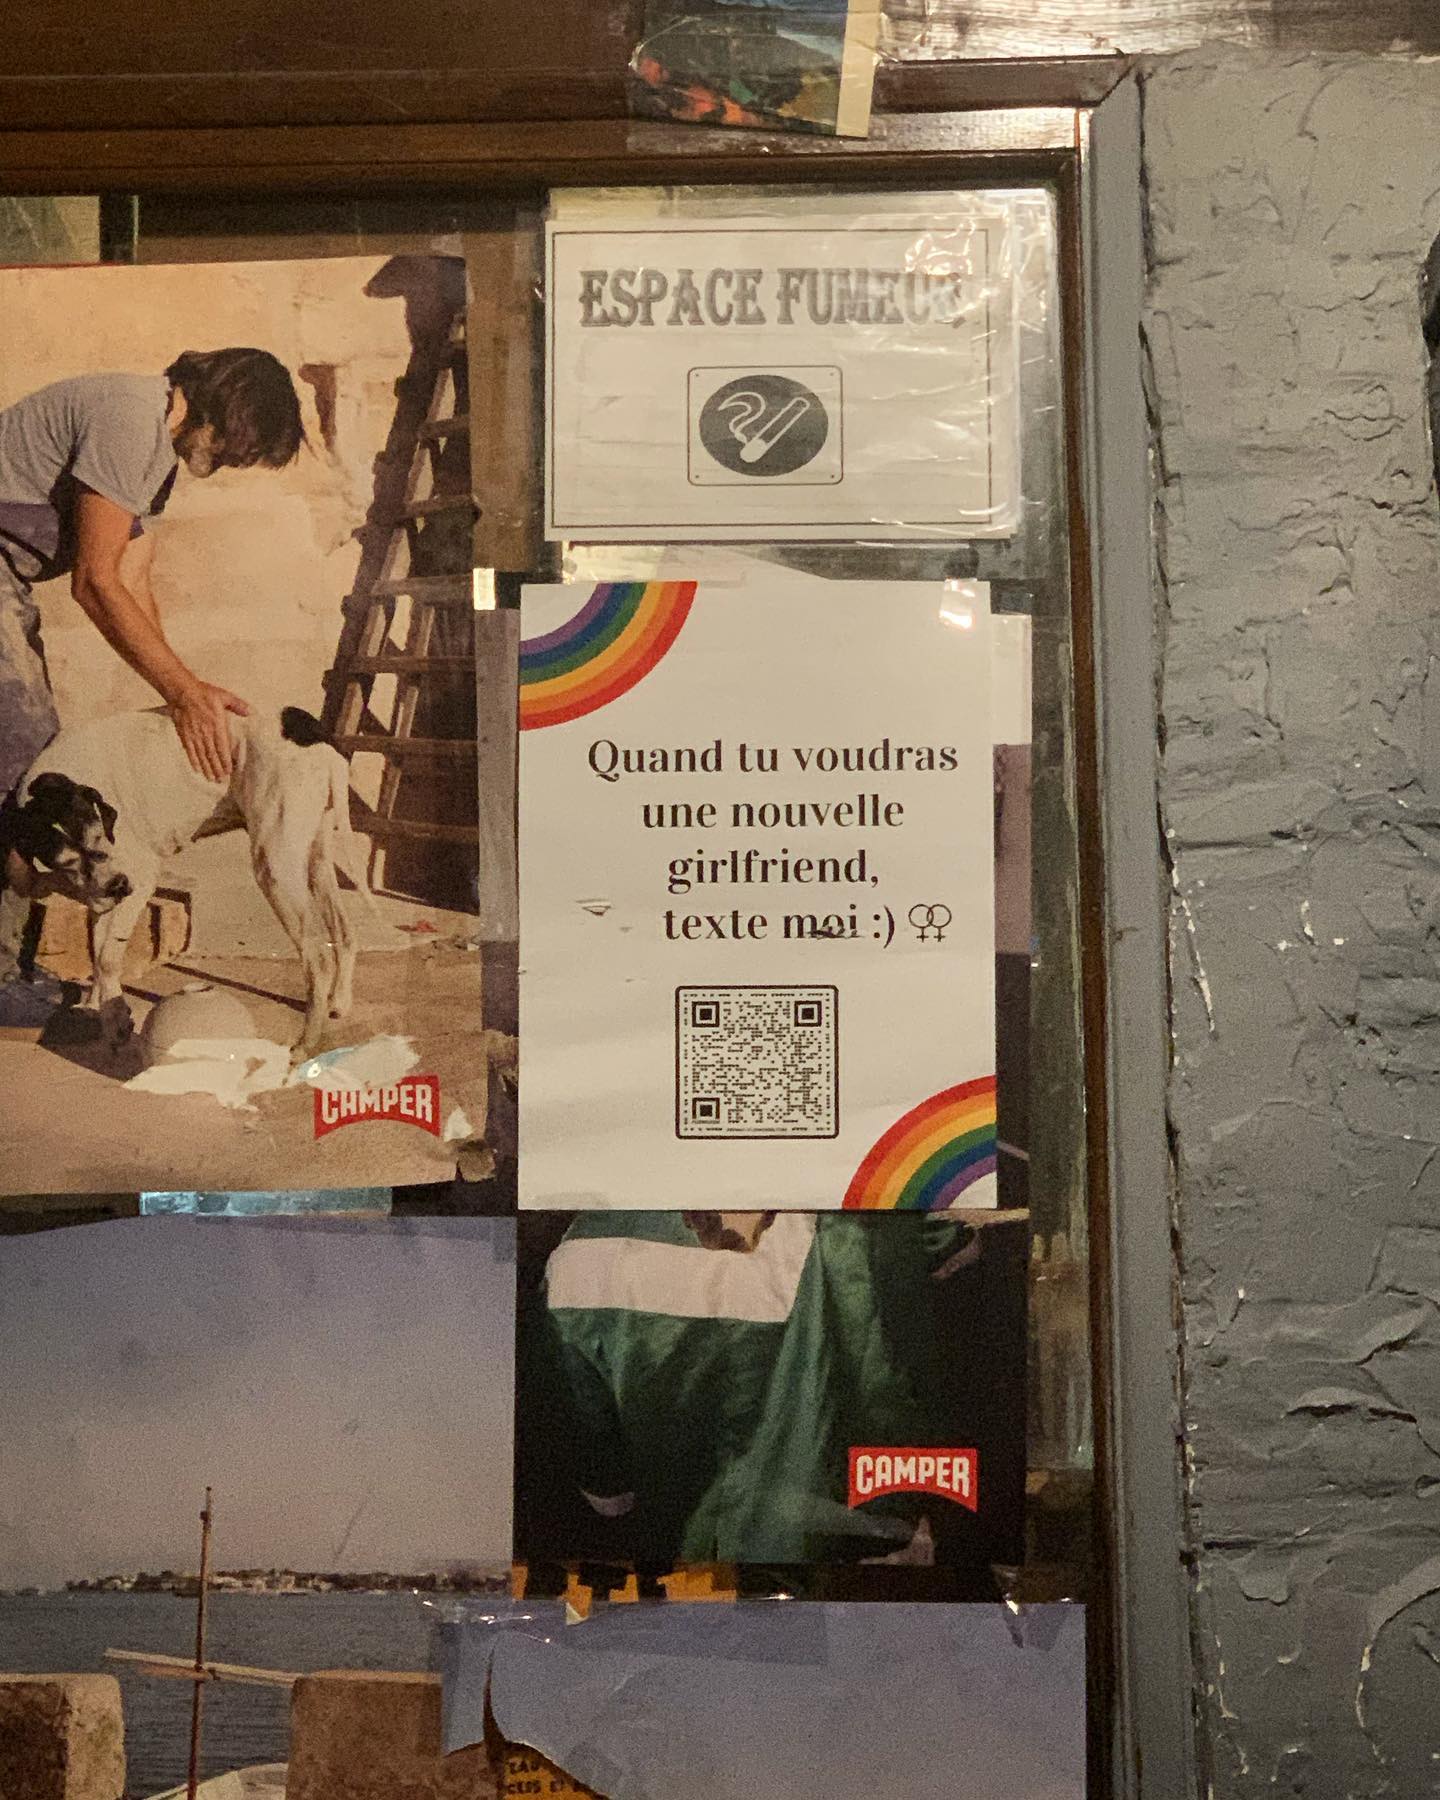 ESPACE FUMEUR
Quand tu voudras
une nouvelle
girlfriend,
texte moi :) ⚢
CAMPER
CAMPER